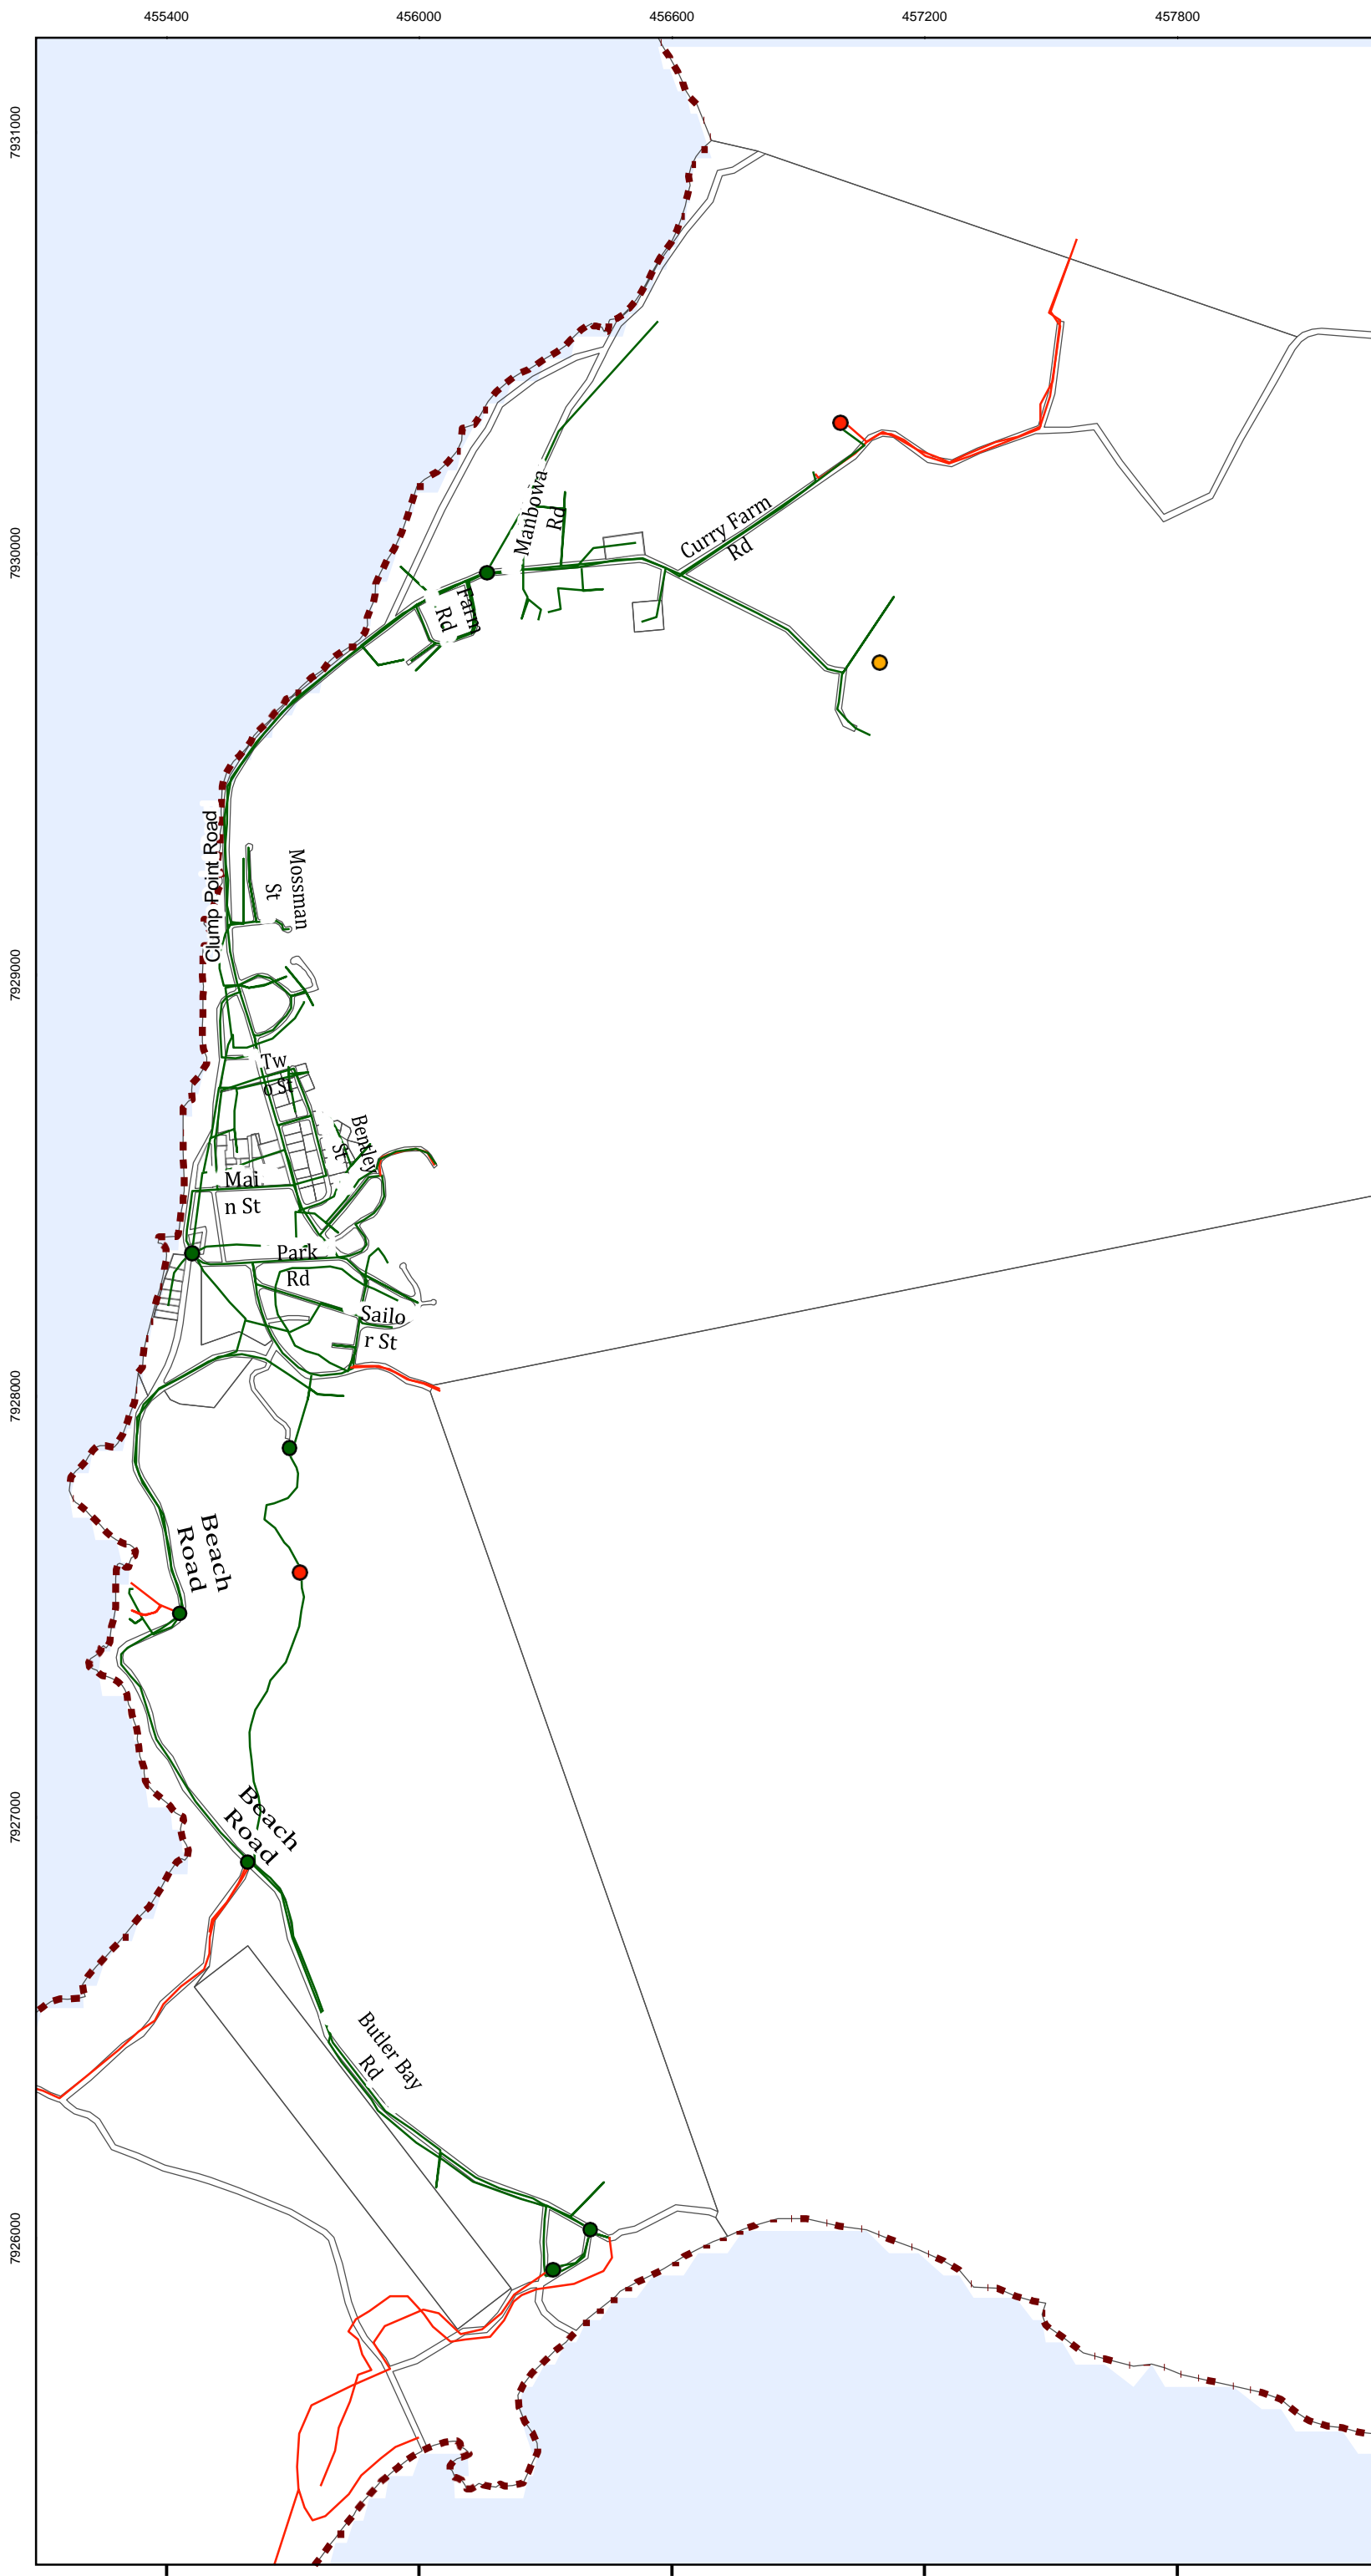 455400 456000 456600 457200 457800
7931000
7930000
7929000
7928000
7927000
7926000
Manbowa
Rd
Curry Farm
Rd
Farm
Rd
Clump Point Road
Mossman
St
Tw
o St
Bentley
St
Mai
n St
Park
Rd
Sailo
r St
Beach
Road
Beach
Road
Butler Bay
Rd